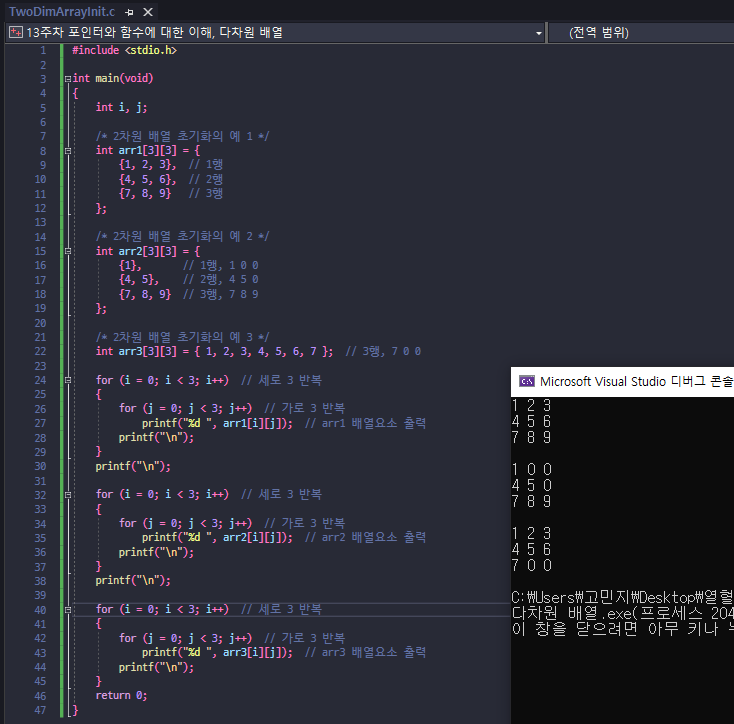 TwoDimArrayInit.c
13주차 포인터와 함수에 대한 이해, 다차원 배열 (전역 범위)
1 #include <stdio.h>
2
3 int main(void)
4 {
5 int i, j;
6
7 /* 2차원 배열 초기화의 예 1 */
8 int arr1[3][3] = {
9 {1, 2, 3}, // 1행
10 {4, 5, 6}, // 2행
11 {7, 8, 9} // 3행
12 };
13
14 /* 2차원 배열 초기화의 예 2 */
15 int arr2[3][3] = {
16 {1}, // 1행, 1 0 0
17 {4, 5}, // 2행, 4 5 0
18 {7, 8, 9} // 3행, 7 8 9
19 };
20
21 /* 2차원 배열 초기화의 예 3 */
22 int arr3[3][3] = { 1, 2, 3, 4, 5, 6, 7 }; // 3행, 7 0 0
23
24 for (i = 0; i < 3; i++) // 세로 3 반복
25 {
26 for (j = 0; j < 3; j++) // 가로 3 반복
27 printf("%d ", arr1[i][j]); // arr1 배열요소 출력
28 printf("\n");
29 }
30 printf("\n");
31
32 for (i = 0; i < 3; i++) // 세로 3 반복
33 {
34 for (j = 0; j < 3; j++) // 가로 3 반복
35 printf("%d ", arr2[i][j]); // arr2 배열요소 출력
36 printf("\n");
37 }
38 printf("\n");
39
40 for (i = 0; i < 3; i++) // 세로 3 반복
41 {
42 for (j = 0; j < 3; j++) // 가로 3 반복
43 printf("%d ", arr3[i][j]); // arr3 배열요소 출력
44 printf("\n");
45 }
46 return 0;
47 }
Microsoft Visual Studio 디버그 콘솔
1 2 3
4 5 6
7 8 9
1 0 0
4 5 0
7 8 9
1 2 3
4 5 6
7 0 0
C:\Users\고민지\Desktop\열혈
다차원 배열.exe(프로세스 204
이 창을 닫으려면 아무 키나